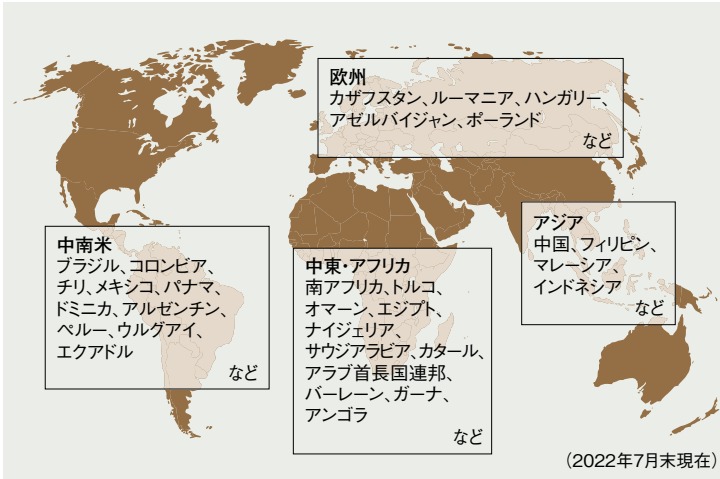 欧州
カザフスタン、ルーマニア、ハンガリー、
アゼルバイジャン、ポーランド
など
中南米
ブラジル、コロンビア、
チリ、メキシコ、パナマ、
ドミニカ、アルゼンチン、
ペルー、ウルグアイ、
エクアドル
など
中東・アフリカ
南アフリカ、トルコ、
オマーン、エジプト、
ナイジェリア、
サウジアラビア、カタール、
アラブ首長国連邦、
バーレーン、ガーナ、
アンゴラ
など
アジア
中国、フィリピン、
マレーシア、
インドネシア
など
（2022年7月末現在）